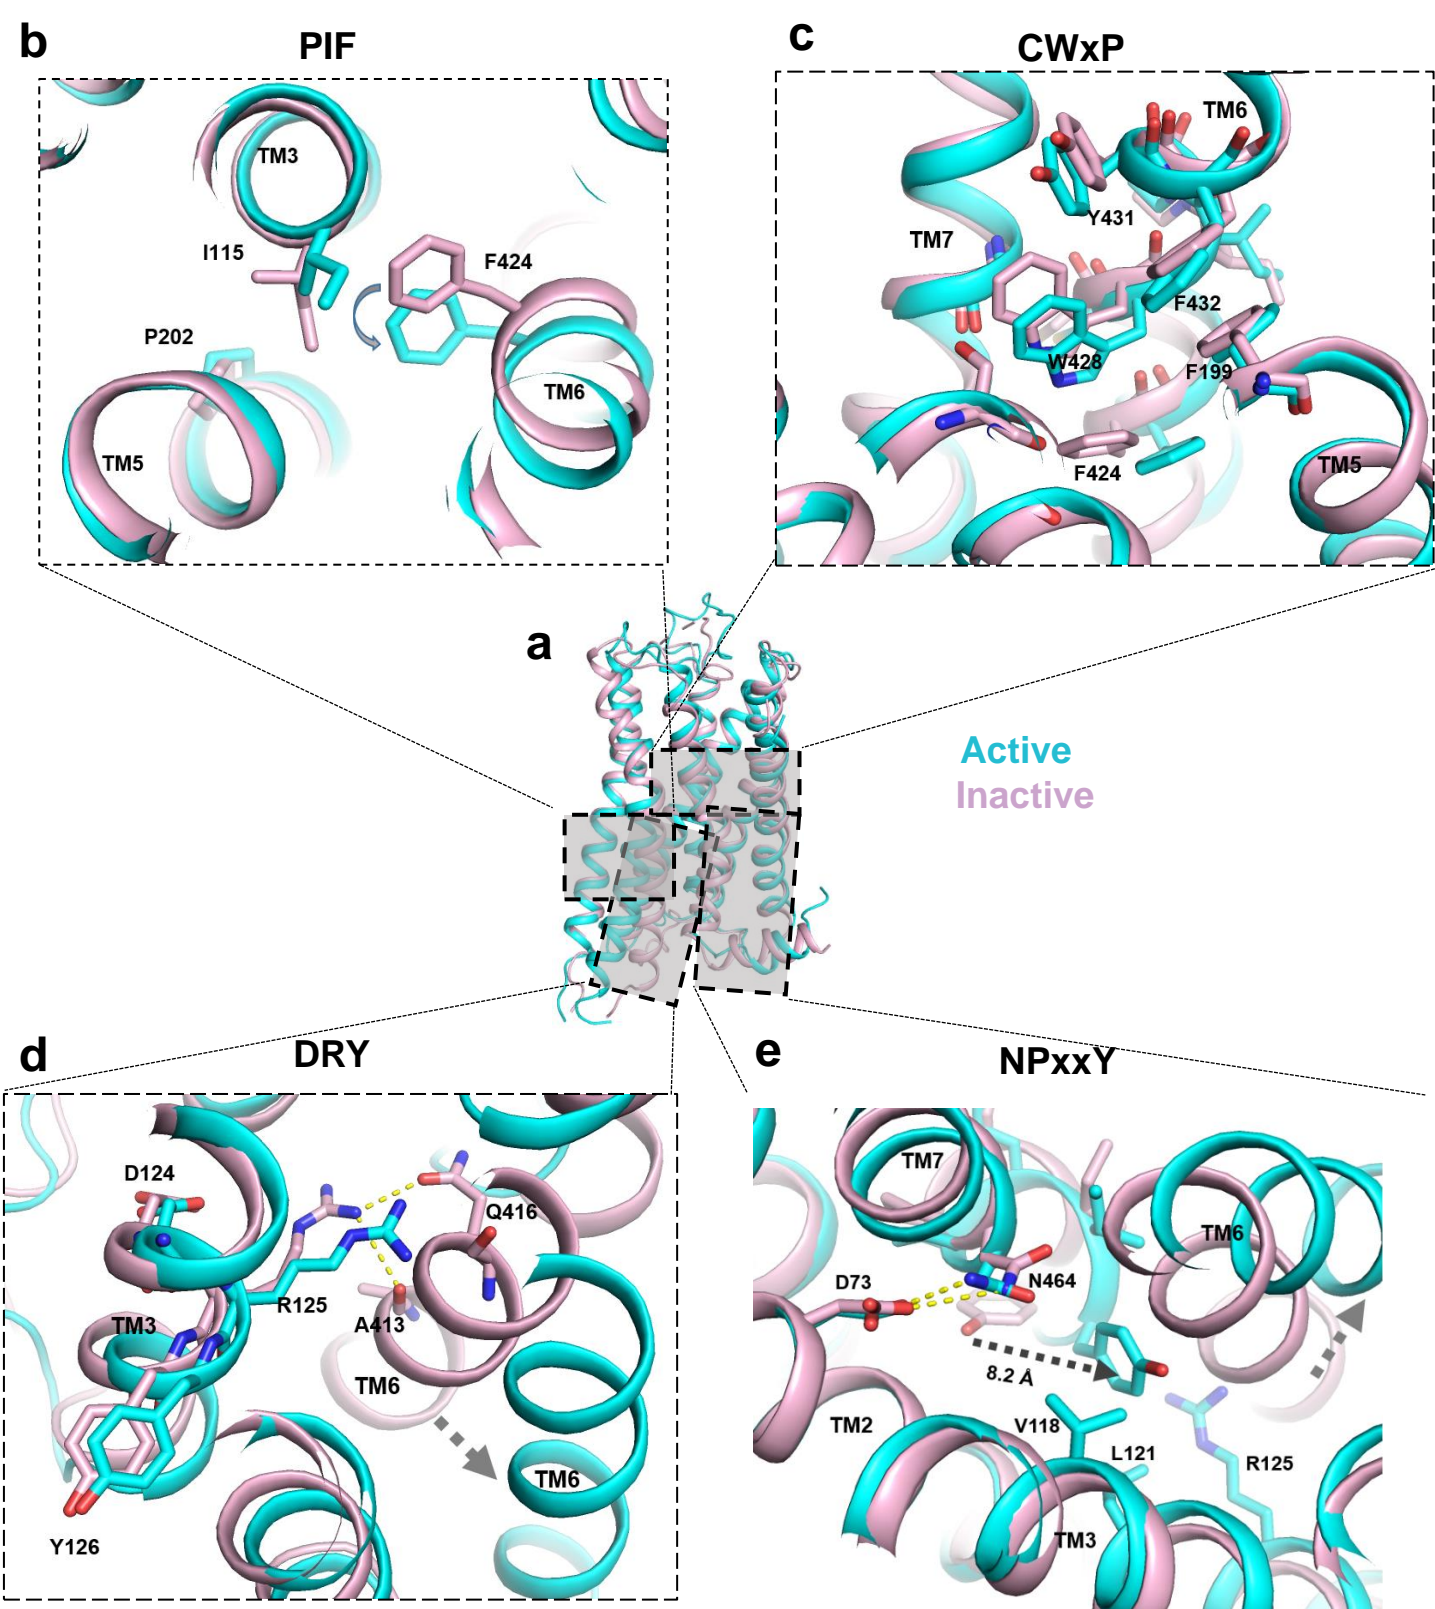 b
PIF
TM3
I115
F424
P202
TM6
TM5
c
CWxP
TM6
Y431
TM7
F432
W428
F199
F424
TM5
a
Active
Inactive
d
DRY
D124
Q416
R125
TM3
A413
TM6
TM6
Y126
e
NPxxY
TM7
TM6
D73
N464
8.2 Å
TM2
V118
L121
R125
TM3